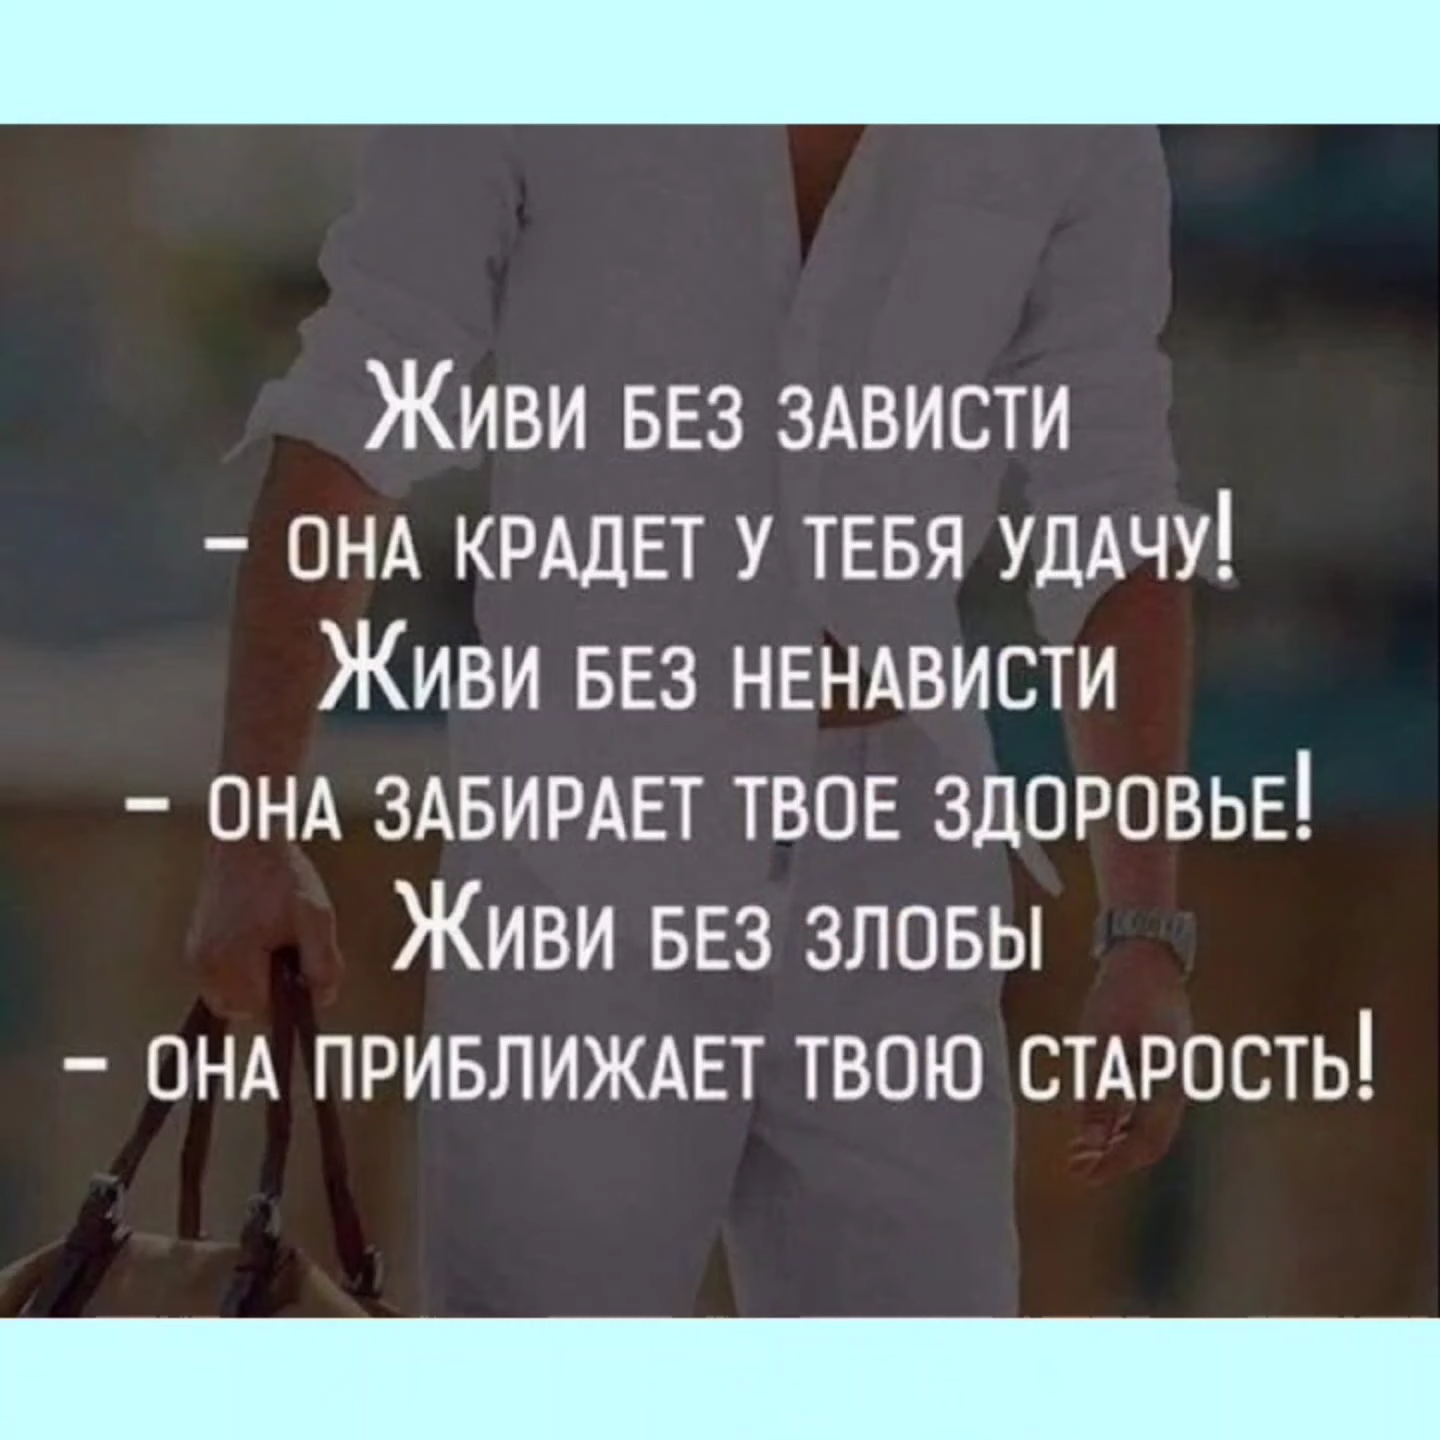 Живи без зависти
– она крадет у тебя удачу!
Живи без ненависти
– она забирает твое здоровье!
Живи без злобы
– она приближает твою старость!